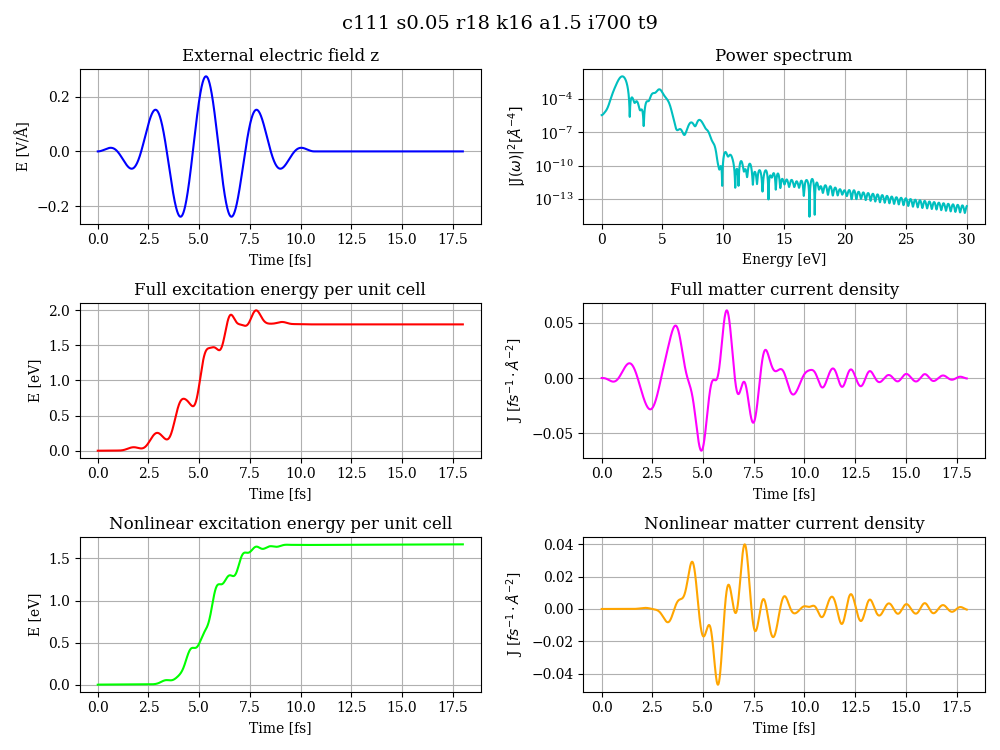 c111 s0.05 r18 k16 a1.5 i700 t9
External electric field z
E [V/Å]
0.2
0.0
−0.2
0.0 2.5 5.0 7.5 10.0 12.5 15.0 17.5
Time [fs]
Power spectrum
|J(ω)|² [Å⁻⁴]
10⁻⁴
10⁻⁷
10⁻¹⁰
10⁻¹³
0 5 10 15 20 25 30
Energy [eV]
Full excitation energy per unit cell
E [eV]
2.0
1.5
1.0
0.5
0.0
0.0 2.5 5.0 7.5 10.0 12.5 15.0 17.5
Time [fs]
Full matter current density
J [fs⁻¹ · Å⁻²]
0.05
0.00
−0.05
0.0 2.5 5.0 7.5 10.0 12.5 15.0 17.5
Time [fs]
Nonlinear excitation energy per unit cell
E [eV]
1.5
1.0
0.5
0.0
0.0 2.5 5.0 7.5 10.0 12.5 15.0 17.5
Time [fs]
Nonlinear matter current density
J [fs⁻¹ · Å⁻²]
0.04
0.02
0.00
−0.02
−0.04
0.0 2.5 5.0 7.5 10.0 12.5 15.0 17.5
Time [fs]